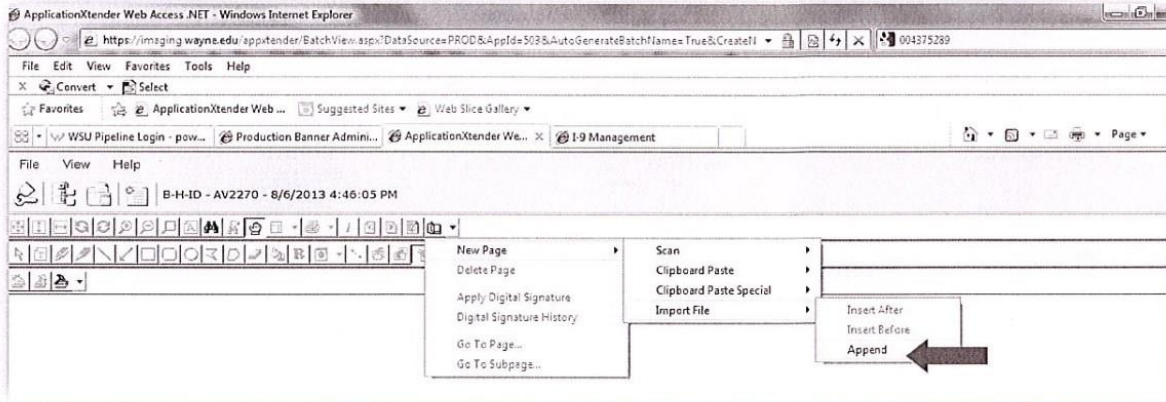 ApplicationXtender Web Access .NET - Windows Internet Explorer
https://imaging.wayne.edu/appxtender/BatchView.aspx?DataSource=PROD&AppId=503&AutoGenerateBatchName=True&CreateN
004375289
File Edit View Favorites Tools Help
X Convert Select
Favorites ApplicationXtender Web ... Suggested Sites Web Slice Gallery
WSU Pipeline Login - pow... Production Banner Admini... ApplicationXtender We... X I-9 Management Page
File View Help
B-H-ID - AV2270 - 8/6/2013 4:46:05 PM
New Page
Delete Page
Apply Digital Signature
Digital Signature History
Go To Page...
Go To Subpage...
Scan
Clipboard Paste
Clipboard Paste Special
Import File
Insert After
Insert Before
Append